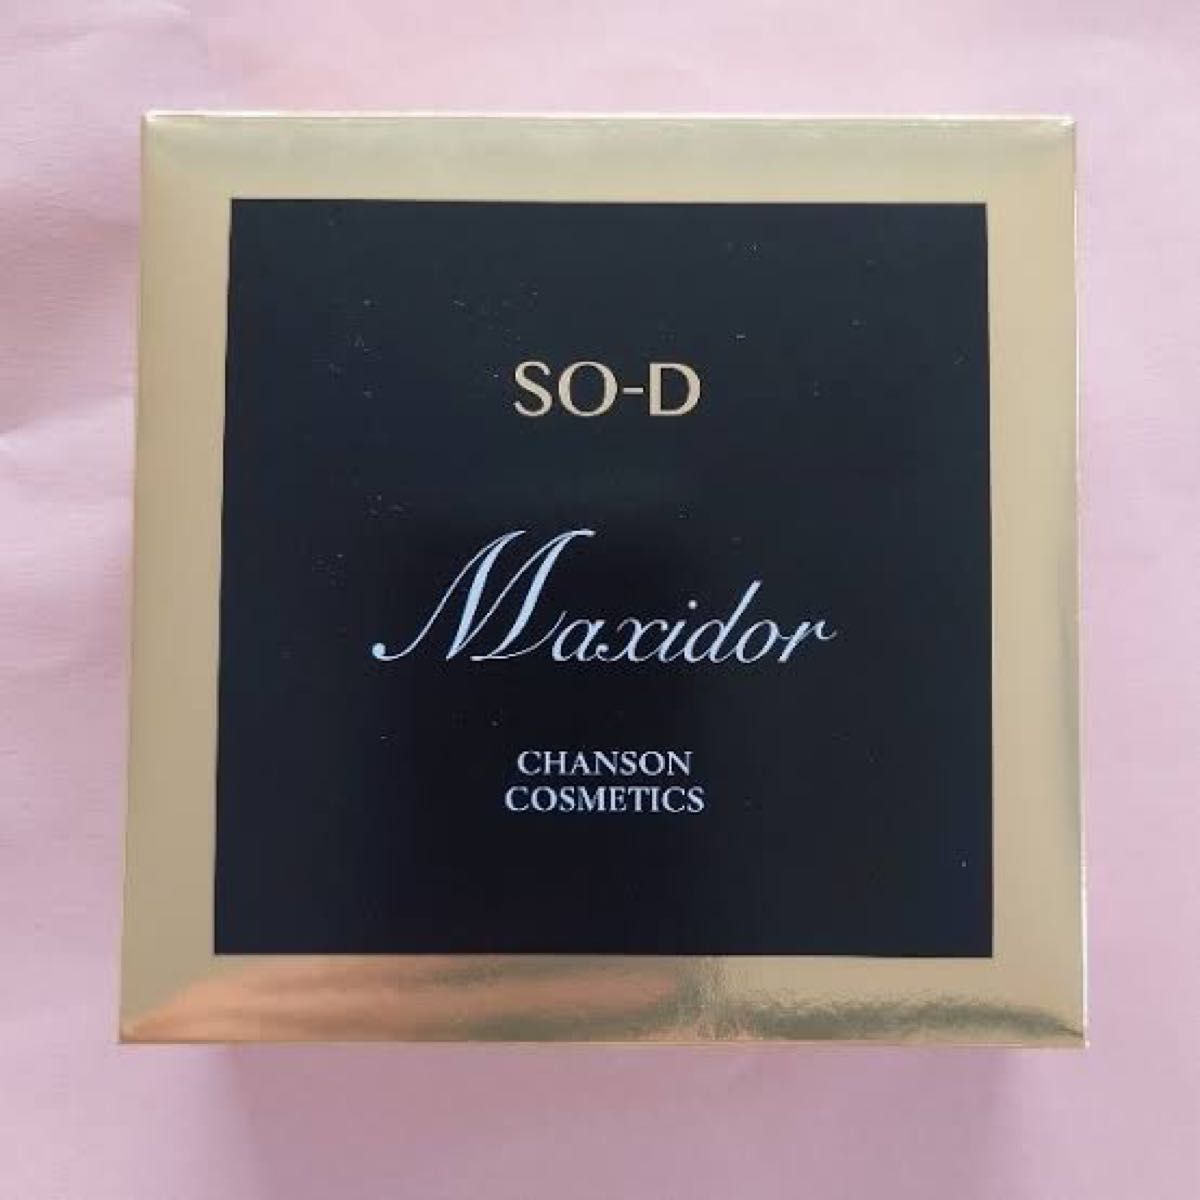 SO-D
Maxidor
CHANSON
COSMETICS